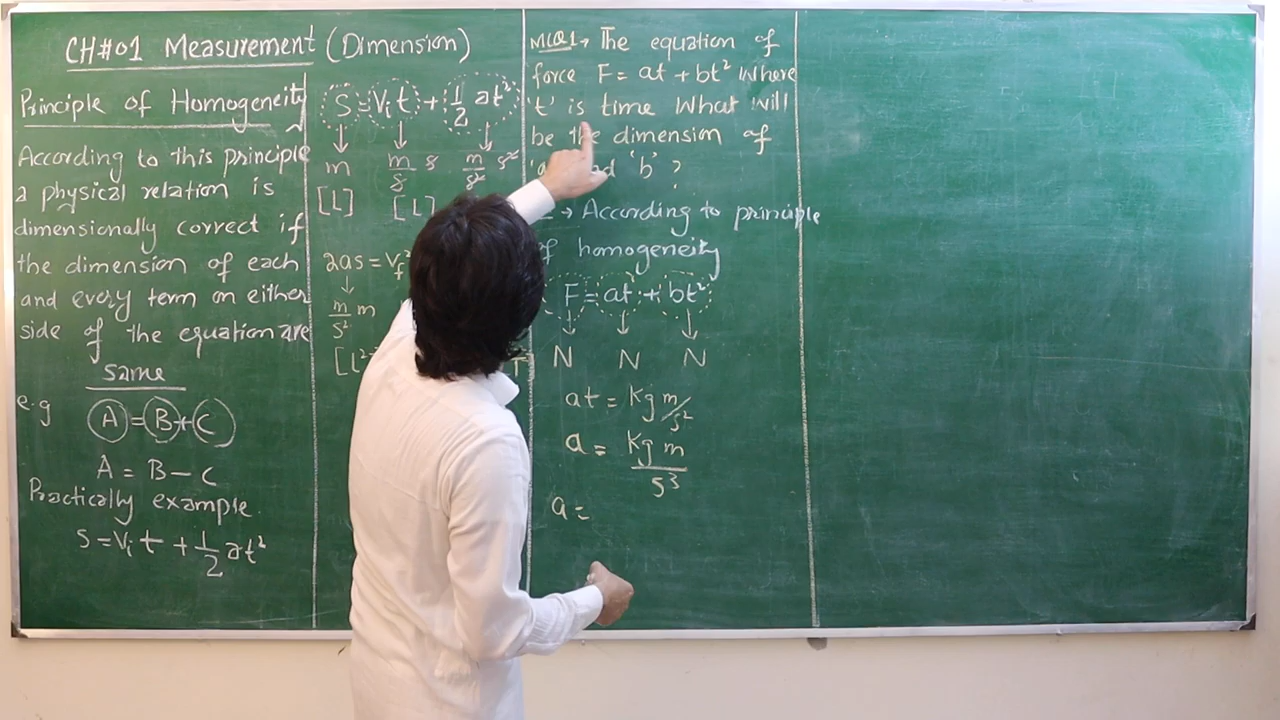 CH#01 Measurement (Dimension)
Principle of Homogeneity
According to this principle
a physical relation is
dimensionally correct if
the dimension of each
and every term on either
side of the equation are
same
e.g
A = B + C
A = B - C
Practically example
S = Vi t + 1/2 at²
S = Vi t + 1/2 at²
m m/s s m/s² s²
[L] [L]
2as = Vf²
m/s² m
[L²
MCQ1→ The equation of
force F = at + bt² Where
't' is time What will
be the dimension of
'b' ?
→ According to principle
of homogeneity
F = at + bt²
N N N
at = Kg m/s²
a = Kg m/s³
a =